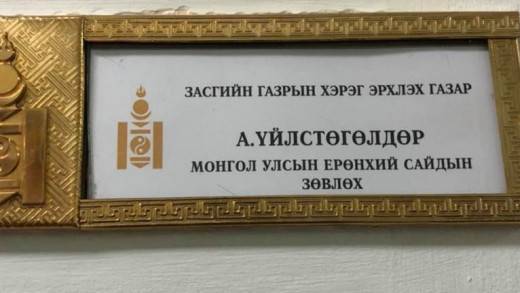 ЗАСГИЙН ГАЗРЫН ХЭРЭГ ЭРХЛЭХ ГАЗАР
А.ҮЙЛСТӨГӨЛДӨР
МОНГОЛ УЛСЫН ЕРӨНХИЙ САЙДЫН
ЗӨВЛӨХ